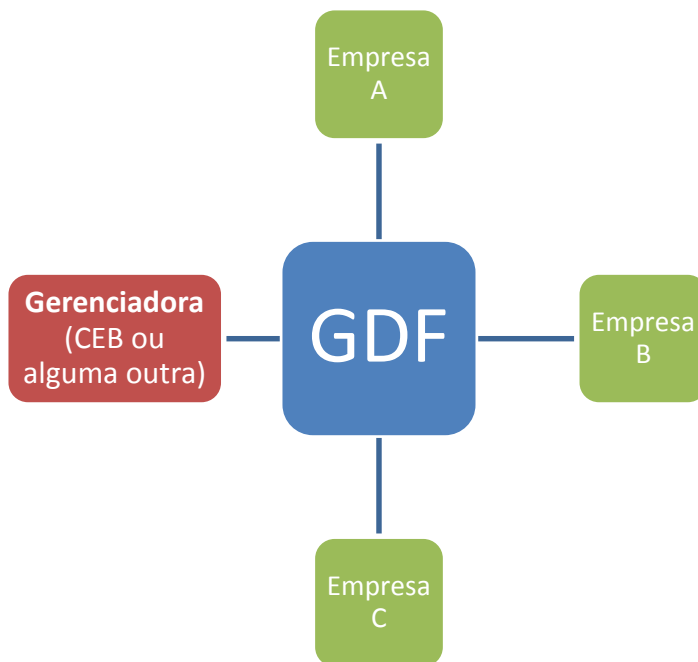 Empresa
A
Gerenciadora
(CEB ou
alguma outra)
GDF
Empresa
B
Empresa
C